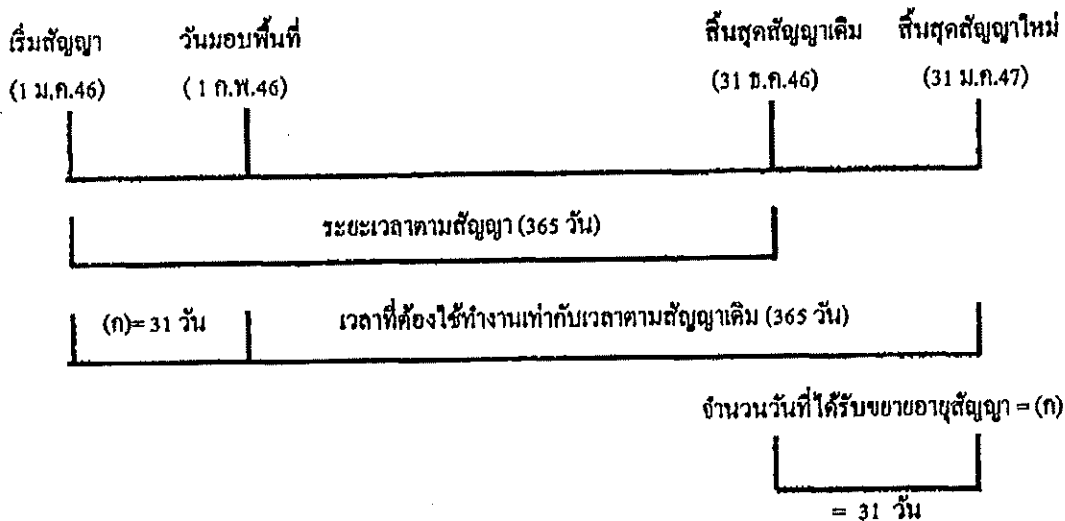 เริ่มสัญญา วันมอบพื้นที่ สิ้นสุดสัญญาเดิม สิ้นสุดสัญญาใหม่
(1 ม.ค.46) (1 ก.พ.46) (31 ธ.ค.46) (31 ม.ค.47)
ระยะเวลาตามสัญญา (365 วัน)
(ก)= 31 วัน เวลาที่ต้องใช้ทำงานเท่ากับเวลาตามสัญญาเดิม (365 วัน)
จำนวนวันที่ได้รับขยายอายุสัญญา = (ก)
= 31 วัน